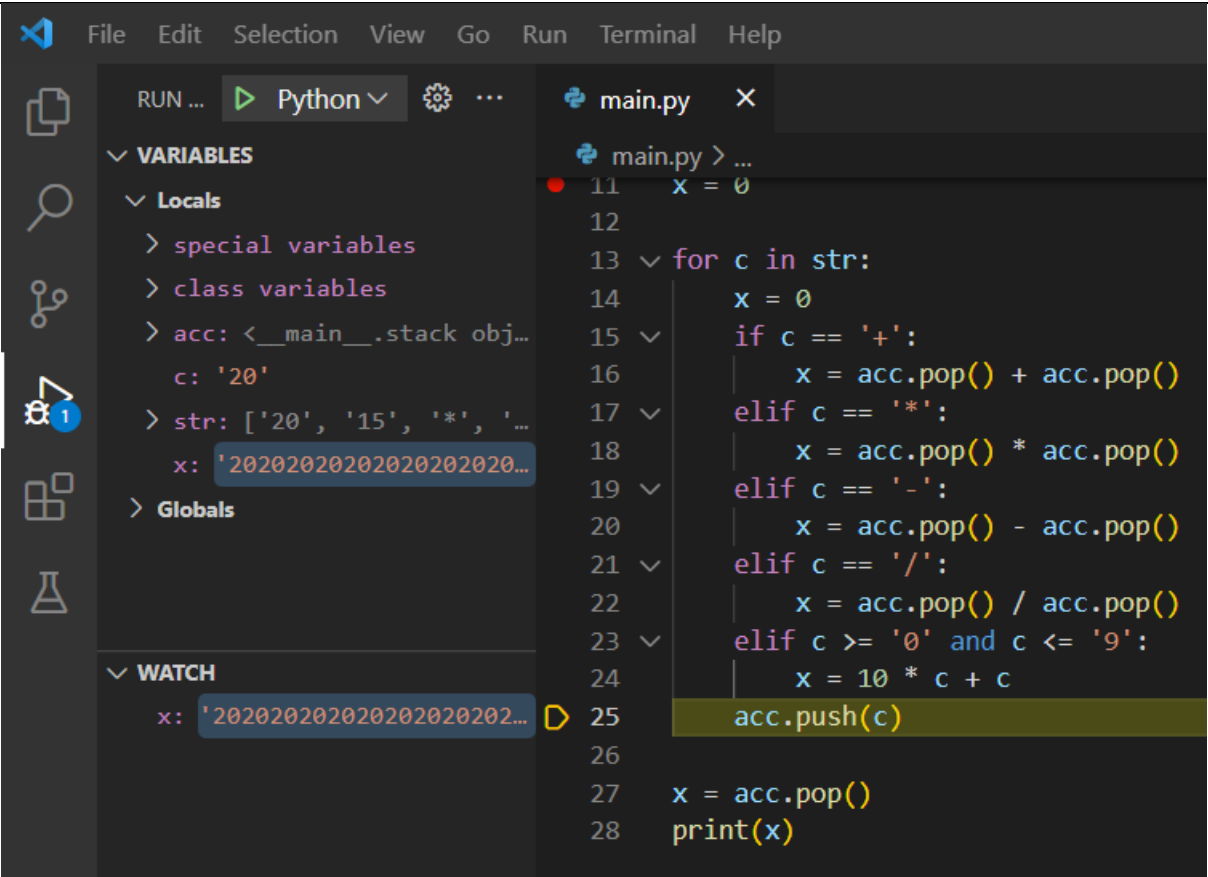 File Edit Selection View Go Run Terminal Help
RUN ... Python
VARIABLES
Locals
special variables
class variables
acc: <__main__.stack obj...
c: '20'
str: ['20', '15', '*', '...
x: '20202020202020202020...
Globals
WATCH
x: '202020202020202020202...
1
main.py
main.py > ...
11 x = 0
12
13 for c in str:
14 x = 0
15 if c == '+':
16 x = acc.pop() + acc.pop()
17 elif c == '*':
18 x = acc.pop() * acc.pop()
19 elif c == '-':
20 x = acc.pop() - acc.pop()
21 elif c == '/':
22 x = acc.pop() / acc.pop()
23 elif c >= '0' and c <= '9':
24 x = 10 * c + c
25 acc.push(c)
26
27 x = acc.pop()
28 print(x)